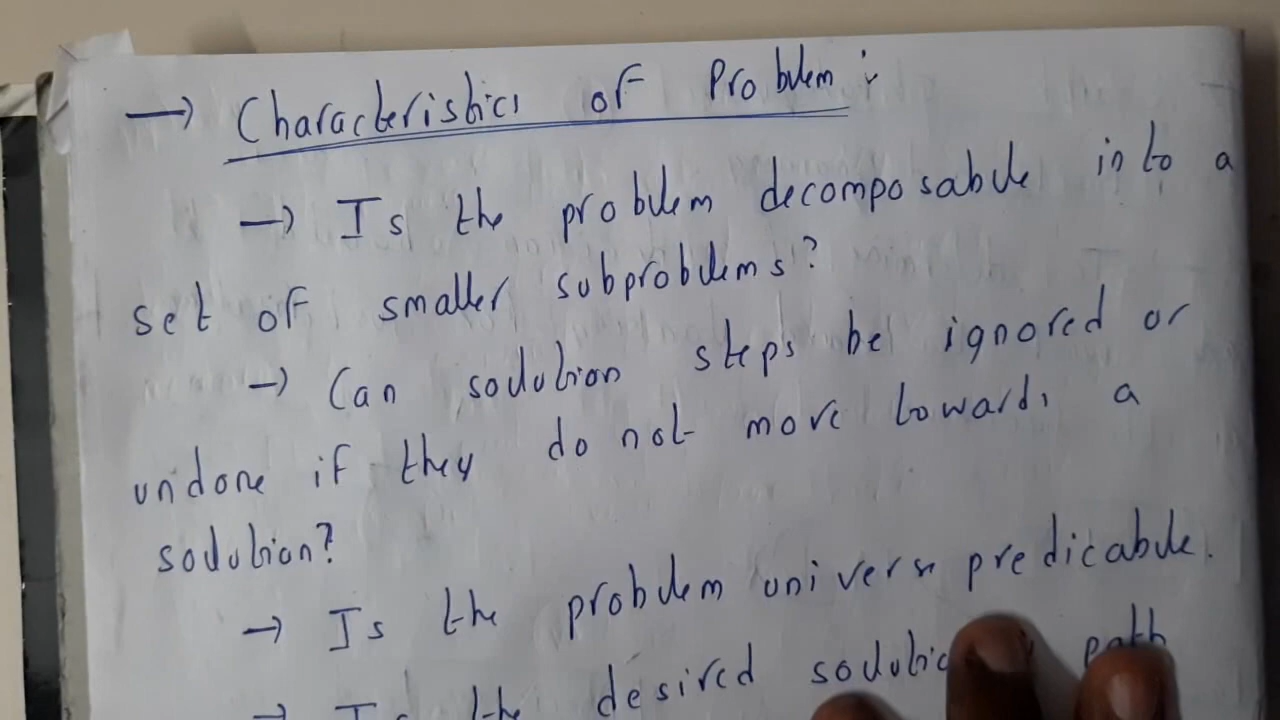 → Characteristics of Problem :
→ Is the problem decomposable into a
set of smaller subproblems?
→ Can solution steps be ignored or
undone if they do not move towards a
solution?
→ Is the problem universe predicable.
→ Is the desired path